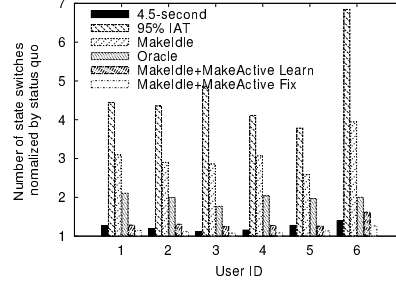 7
6
5
4
3
2
1
Number of state switches
nomalized by status quo
4.5-second
95% IAT
MakeIdle
Oracle
MakeIdle+MakeActive Learn
MakeIdle+MakeActive Fix
1 2 3 4 5 6
User ID